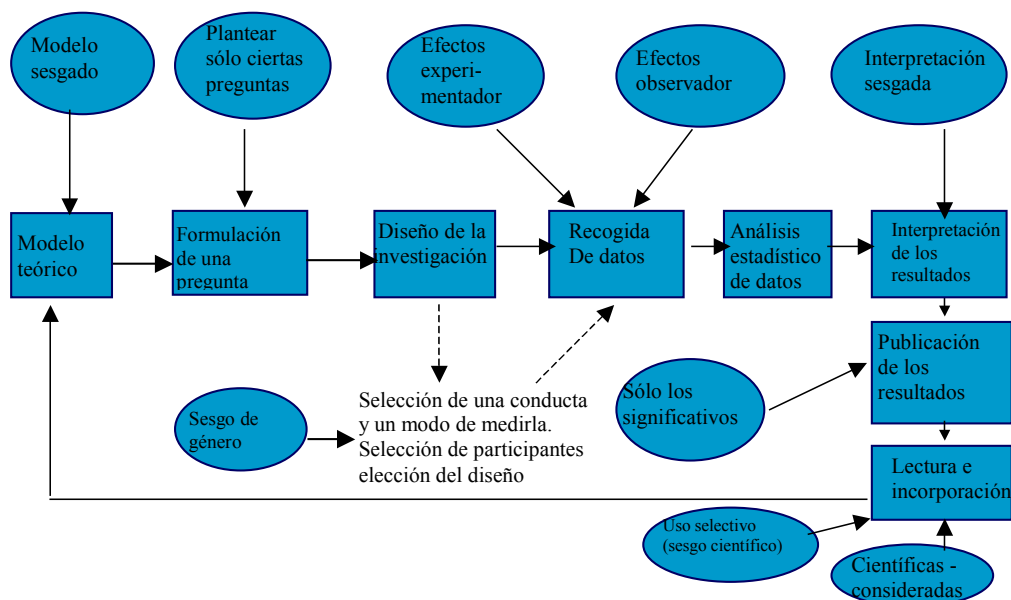 Modelo
sesgado
Plantear
sólo ciertas
preguntas
Efectos
experi-
mentador
Efectos
observador
Interpretación
sesgada
Modelo
teórico
Formulación
de una
pregunta
Diseño de la
investigación
Recogida
De datos
Análisis
estadístico
de datos
Interpretación
de los
resultados
Publicación
de los
resultados
Sesgo de
género
Selección de una conducta
y un modo de medirla.
Selección de participantes
elección del diseño
Sólo los
significativos
Lectura e
incorporación
Uso selectivo
(sesgo científico)
Científicas -
consideradas